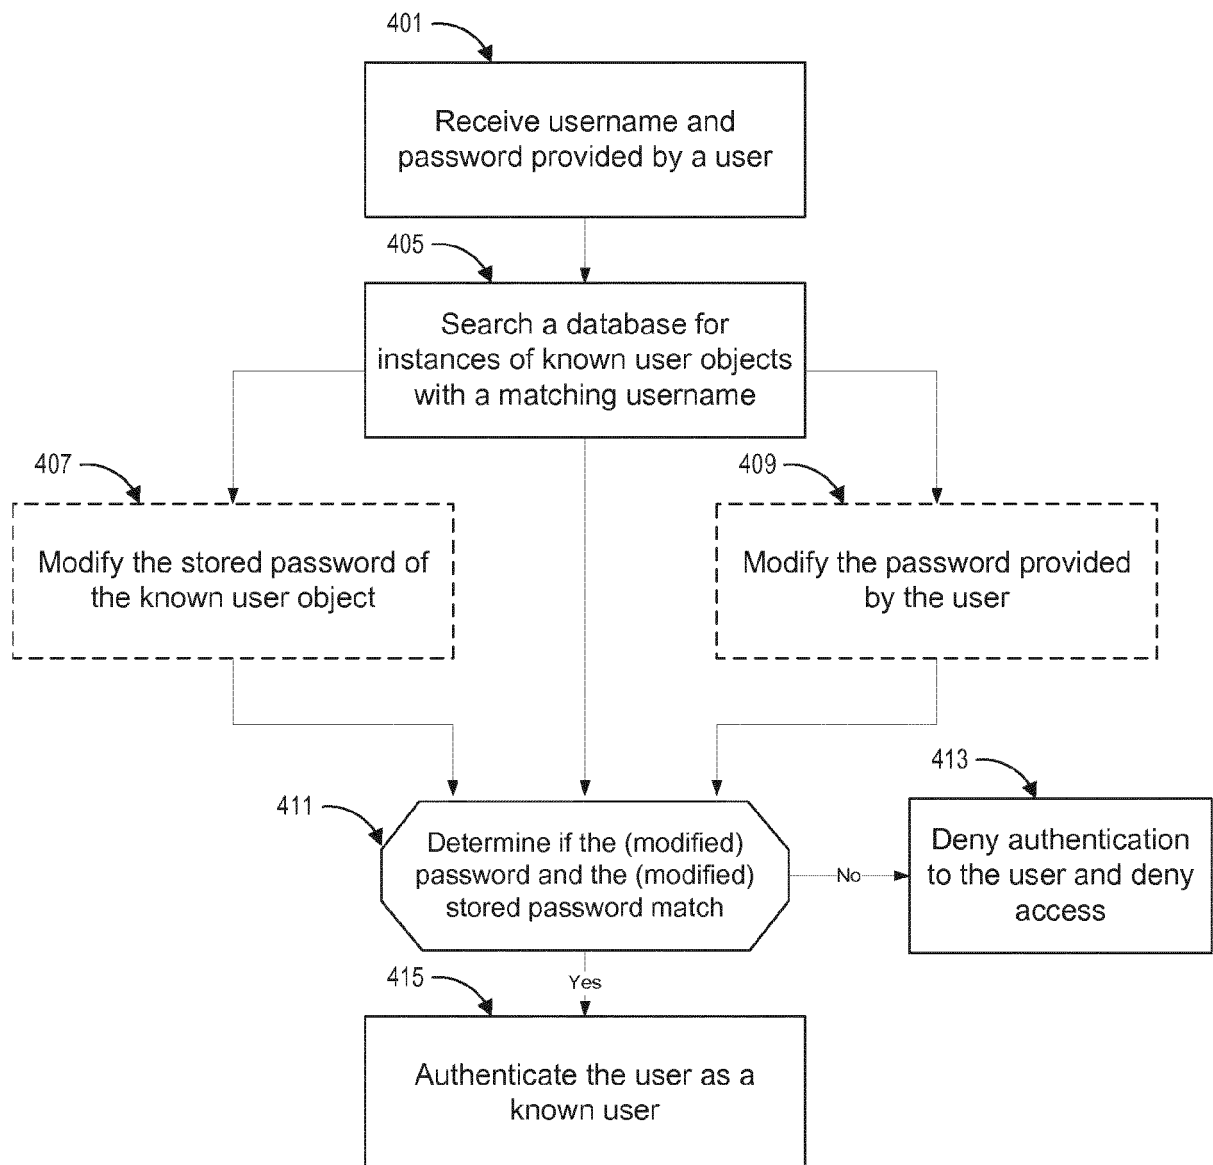 401
Receive username and
password provided by a user
405
Search a database for
instances of known user objects
with a matching username
407
Modify the stored password of
the known user object
409
Modify the password provided
by the user
411
Determine if the (modified)
password and the (modified)
stored password match
No
413
Deny authentication
to the user and deny
access
Yes
415
Authenticate the user as a
known user